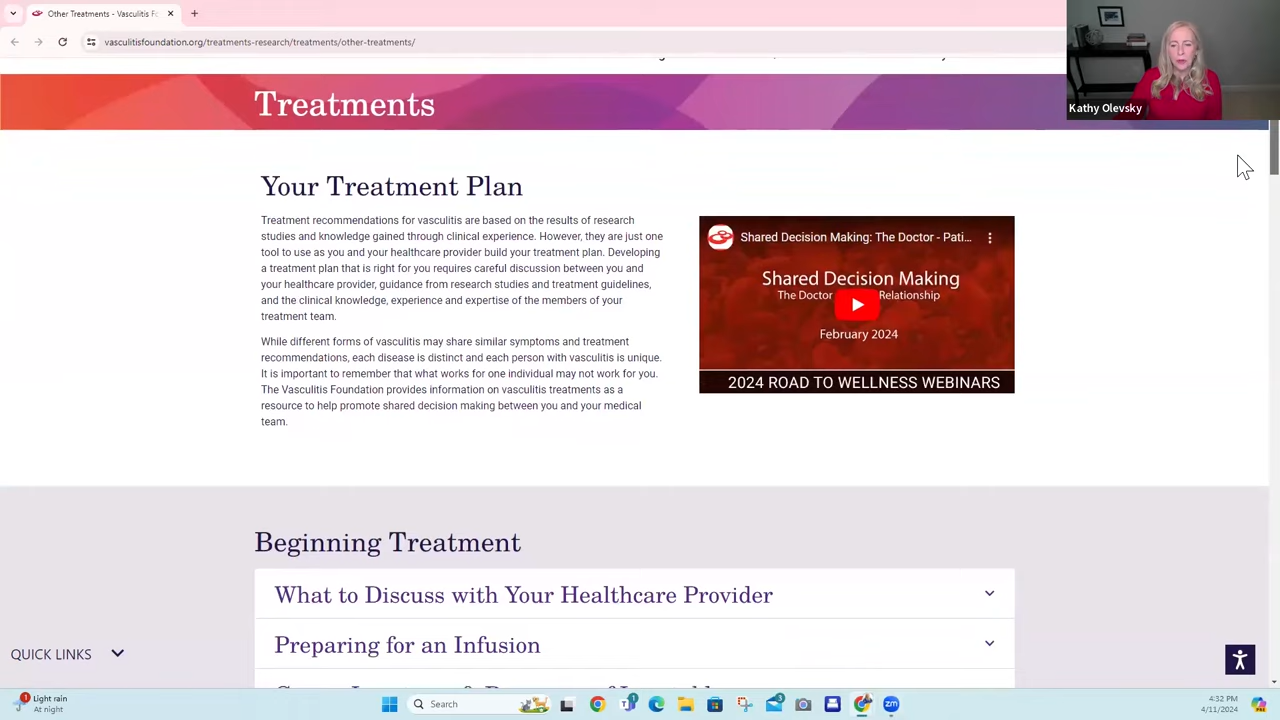 Other Treatments - Vasculitis Fo
vasculitisfoundation.org/treatments-research/treatments/other-treatments/
Kathy Olevsky
Treatments
Your Treatment Plan
Treatment recommendations for vasculitis are based on the results of research
studies and knowledge gained through clinical experience. However, they are just one
tool to use as you and your healthcare provider build your treatment plan. Developing
a treatment plan that is right for you requires careful discussion between you and
your healthcare provider, guidance from research studies and treatment guidelines,
and the clinical knowledge, experience and expertise of the members of your
treatment team.
While different forms of vasculitis may share similar symptoms and treatment
recommendations, each disease is distinct and each person with vasculitis is unique.
It is important to remember that what works for one individual may not work for you.
The Vasculitis Foundation provides information on vasculitis treatments as a
resource to help promote shared decision making between you and your medical
team.
Shared Decision Making: The Doctor - Pati...
Shared Decision Making
The Doctor Relationship
February 2024
2024 ROAD TO WELLNESS WEBINARS
Beginning Treatment
What to Discuss with Your Healthcare Provider
Preparing for an Infusion
QUICK LINKS
1
Light rain
At night
Search
1
3
zm
4:32 PM
4/11/2024